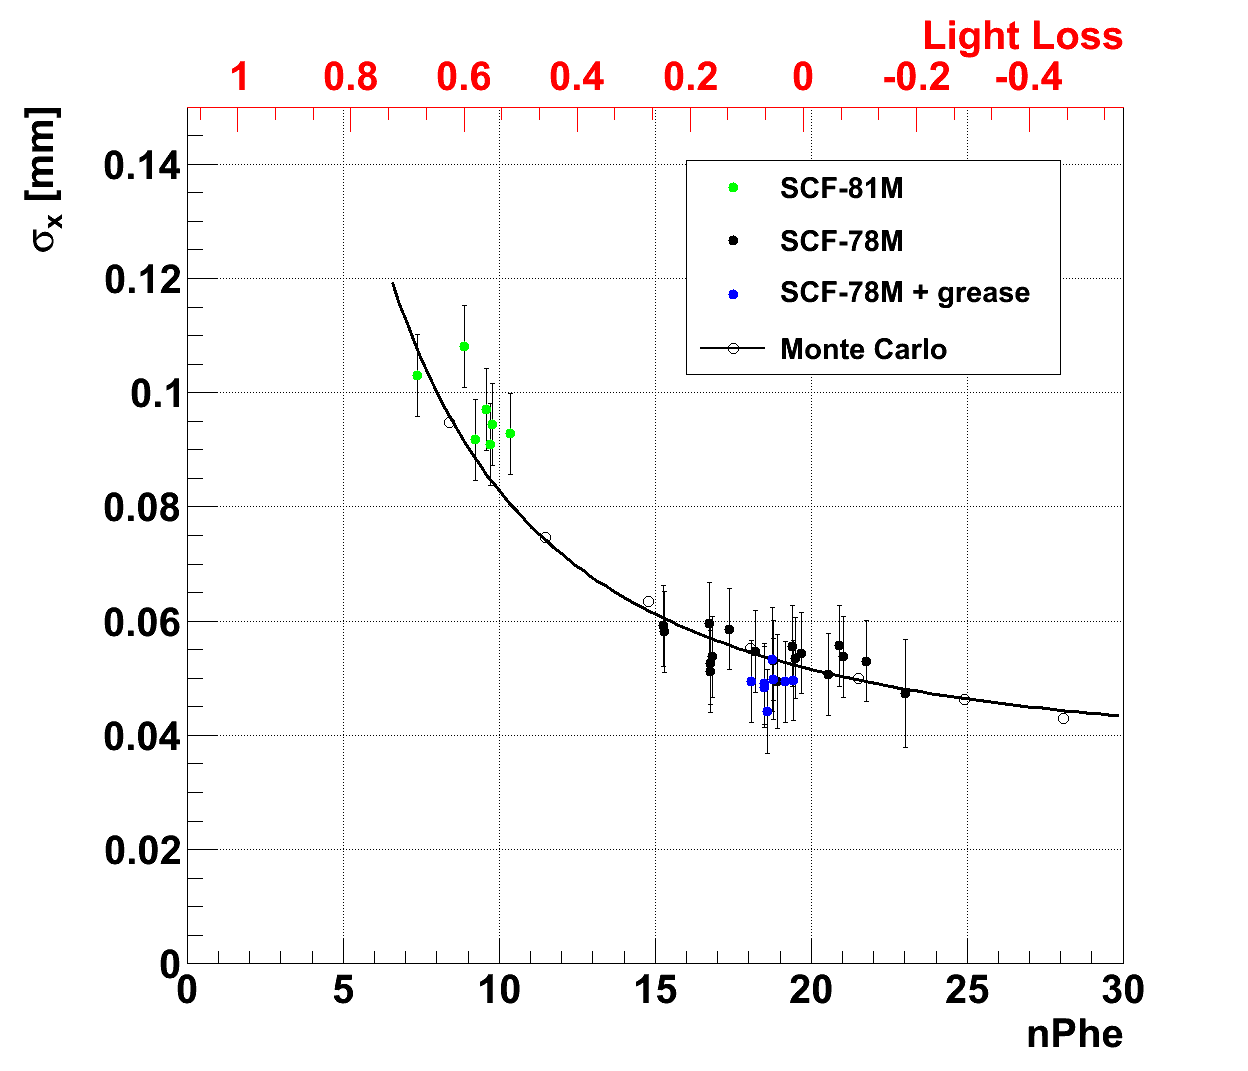 Light Loss
1 0.8 0.6 0.4 0.2 0 -0.2 -0.4
σx [mm]
0.14
0.12
0.1
0.08
0.06
0.04
0.02
0
SCF-81M
SCF-78M
SCF-78M + grease
Monte Carlo
0 5 10 15 20 25 30
nPhe